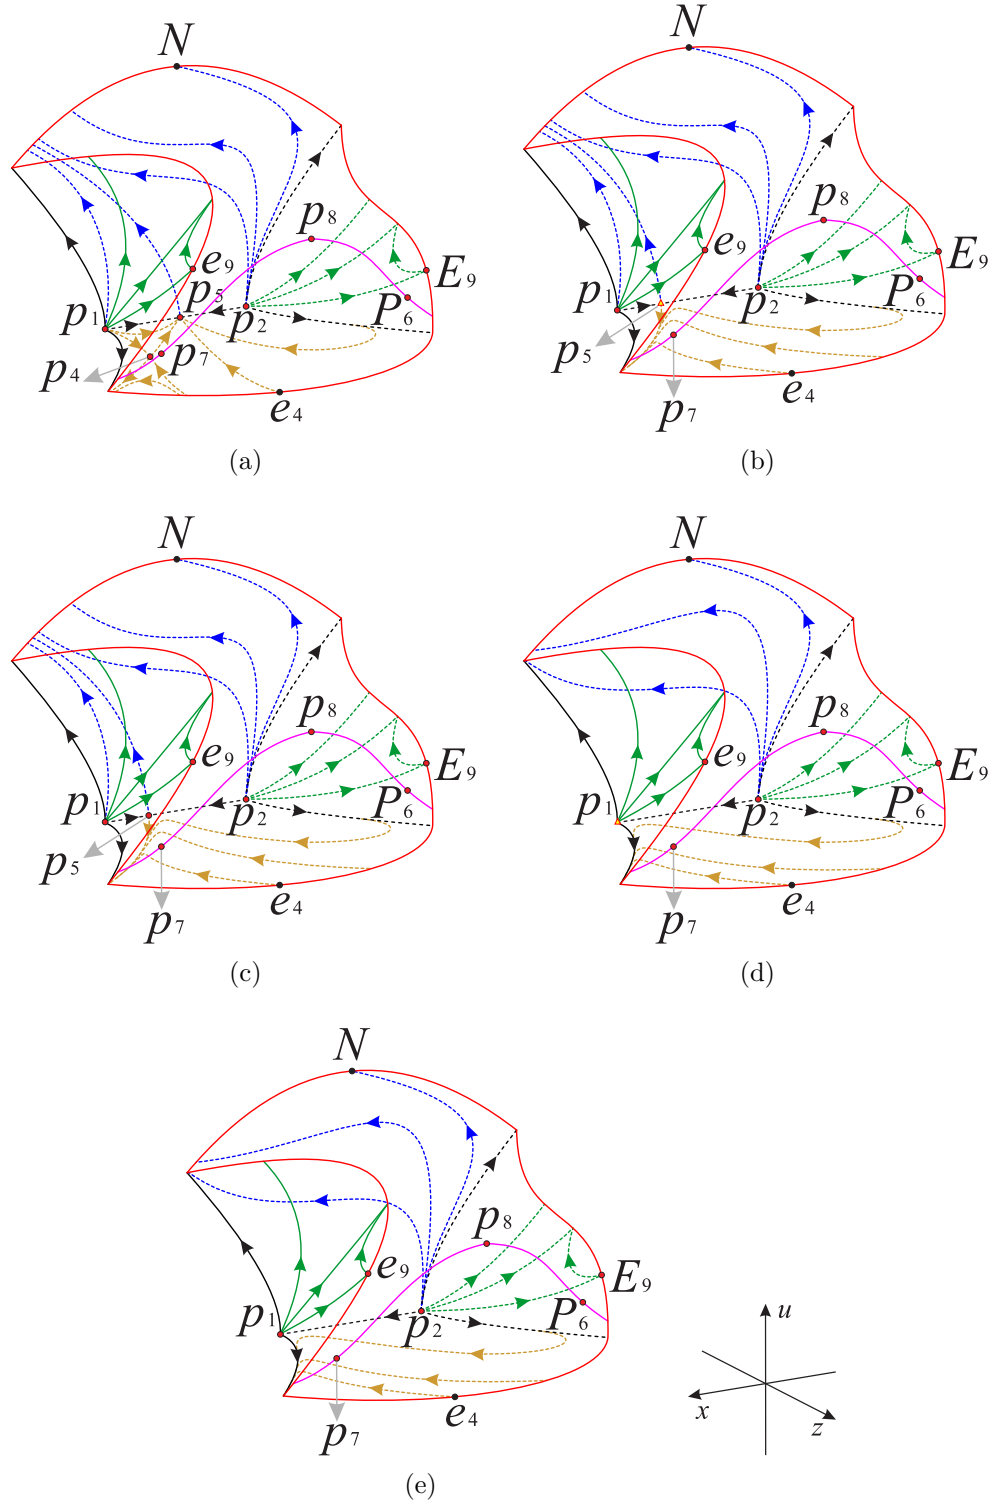 N N
p8 p8
e9 E9 e9 E9
p5 P6 p1 P6
p1 p2 p2
p7 p5
p4 e4 e4
p7
(a) (b)
N N
p8 p8
e9 E9 e9 E9
p1 P6 p1 P6
p2 p2
p5
e4 e4
p7 p7
(c) (d)
N
p8
e9 E9
p1 P6
p2 u
e4 x
p7 z
(e)